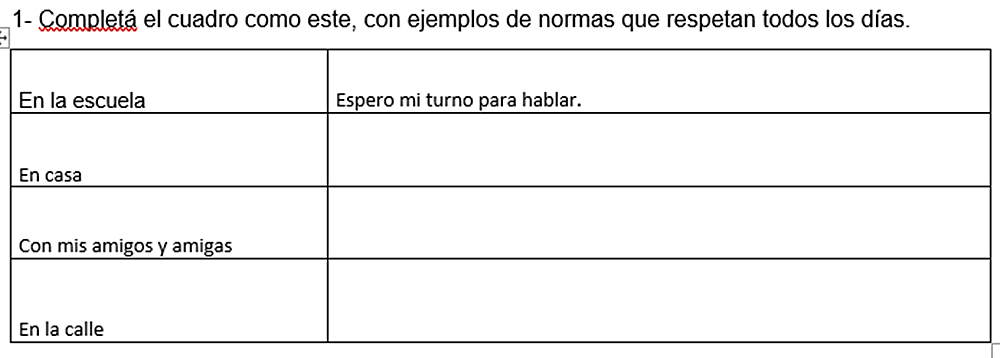 1- Completá el cuadro como este, con ejemplos de normas que respetan todos los días.
En la escuela
Espero mi turno para hablar.
En casa
Con mis amigos y amigas
En la calle